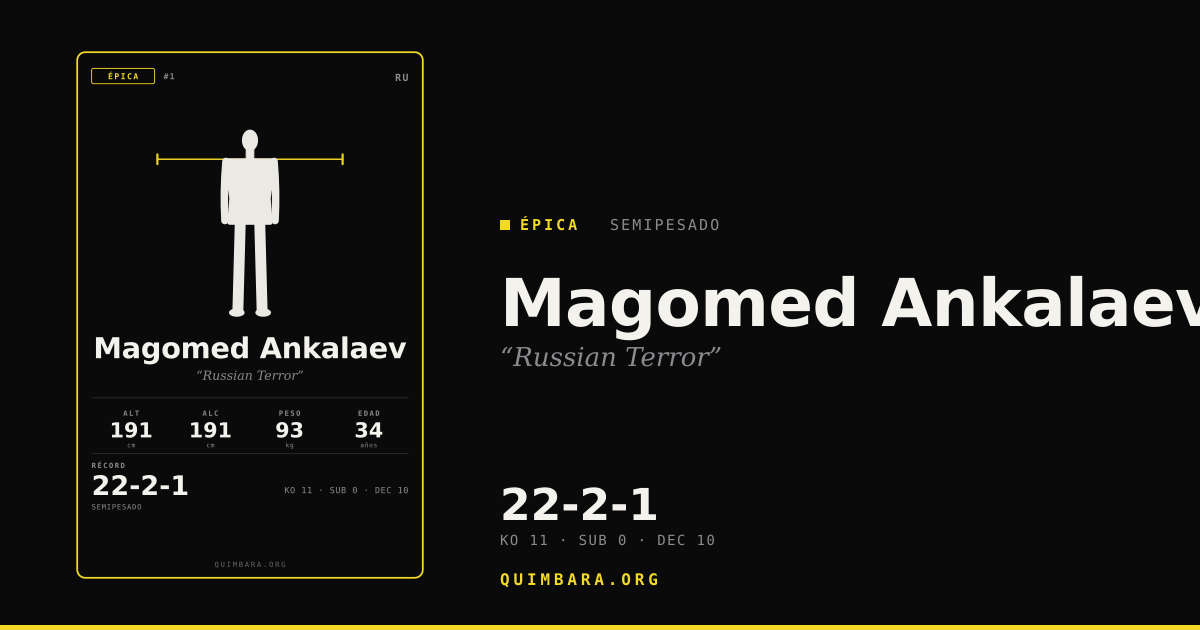 ÉPICA #1 RU
Magomed Ankalaev
“Russian Terror”
ALT ALC PESO EDAD
191 191 93 34
cm cm kg años
RÉCORD
22-2-1
KO 11 · SUB 0 · DEC 10
SEMIPESADO
QUIMBARA.ORG
ÉPICA SEMIPESADO
Magomed Ankalaev
“Russian Terror”
22-2-1
KO 11 · SUB 0 · DEC 10
QUIMBARA.ORG